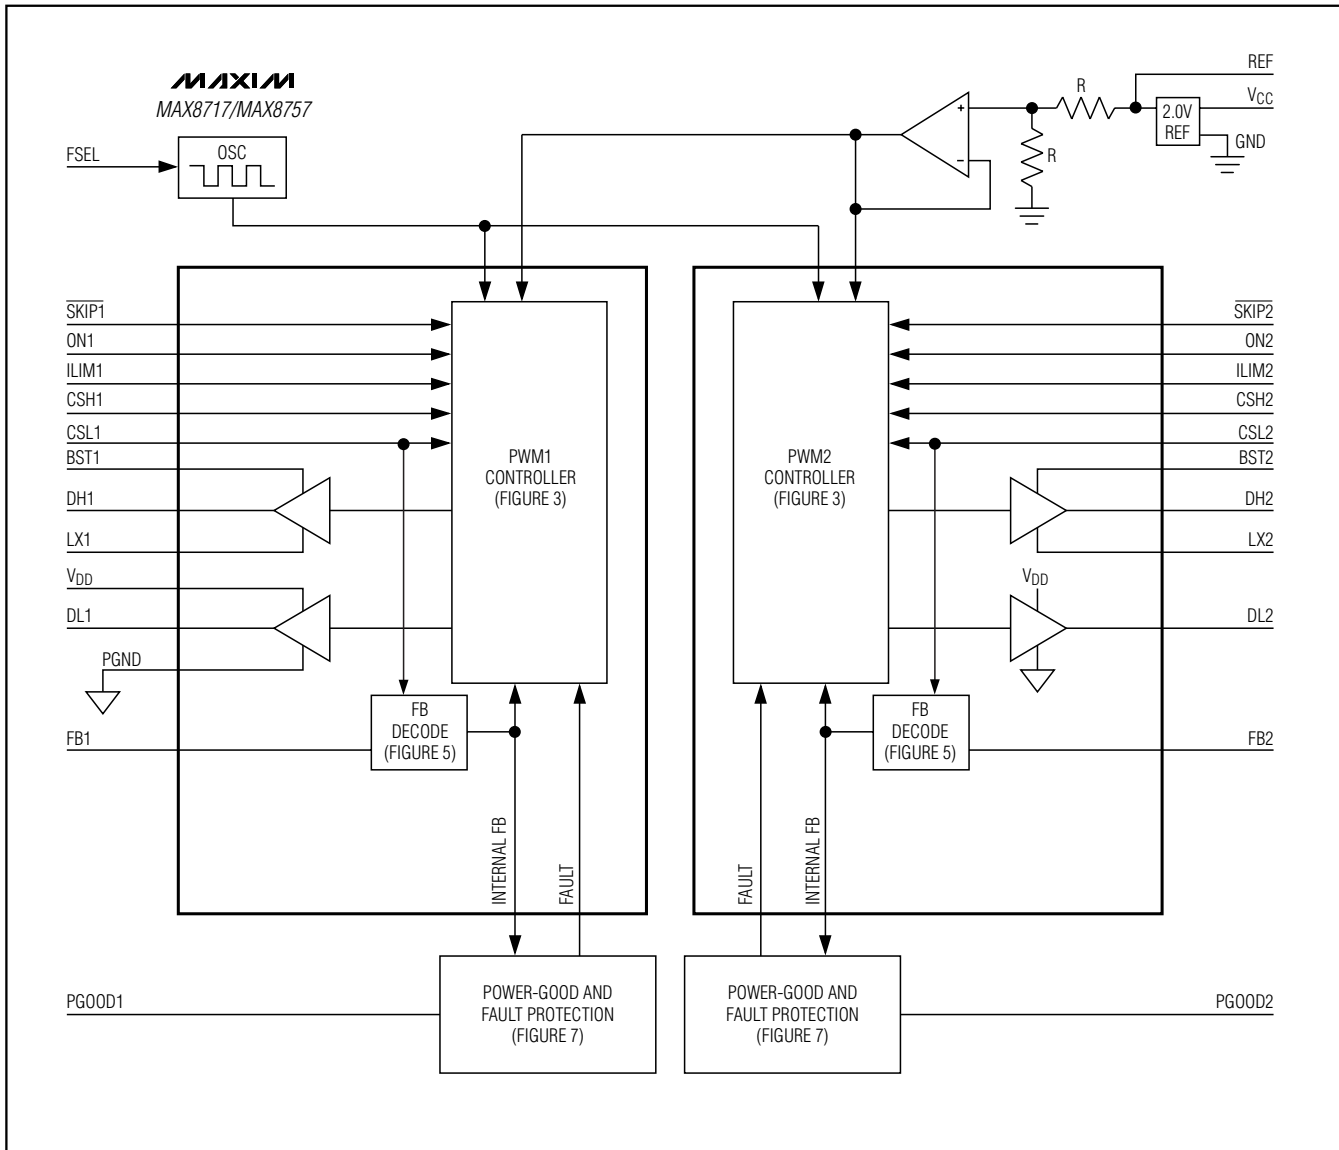 MAXIM
MAX8717/MAX8757
FSEL
OSC
REF
R
2.0V
REF
VCC
GND
R
+
−
SKIP1
ON1
ILIM1
CSH1
CSL1
BST1
DH1
LX1
VDD
DL1
PGND
FB1
PWM1
CONTROLLER
(FIGURE 3)
FB
DECODE
(FIGURE 5)
INTERNAL FB
FAULT
PWM2
CONTROLLER
(FIGURE 3)
SKIP2
ON2
ILIM2
CSH2
CSL2
BST2
DH2
LX2
VDD
DL2
FB
DECODE
(FIGURE 5)
FB2
FAULT
INTERNAL FB
PGOOD1
POWER-GOOD AND
FAULT PROTECTION
(FIGURE 7)
POWER-GOOD AND
FAULT PROTECTION
(FIGURE 7)
PGOOD2